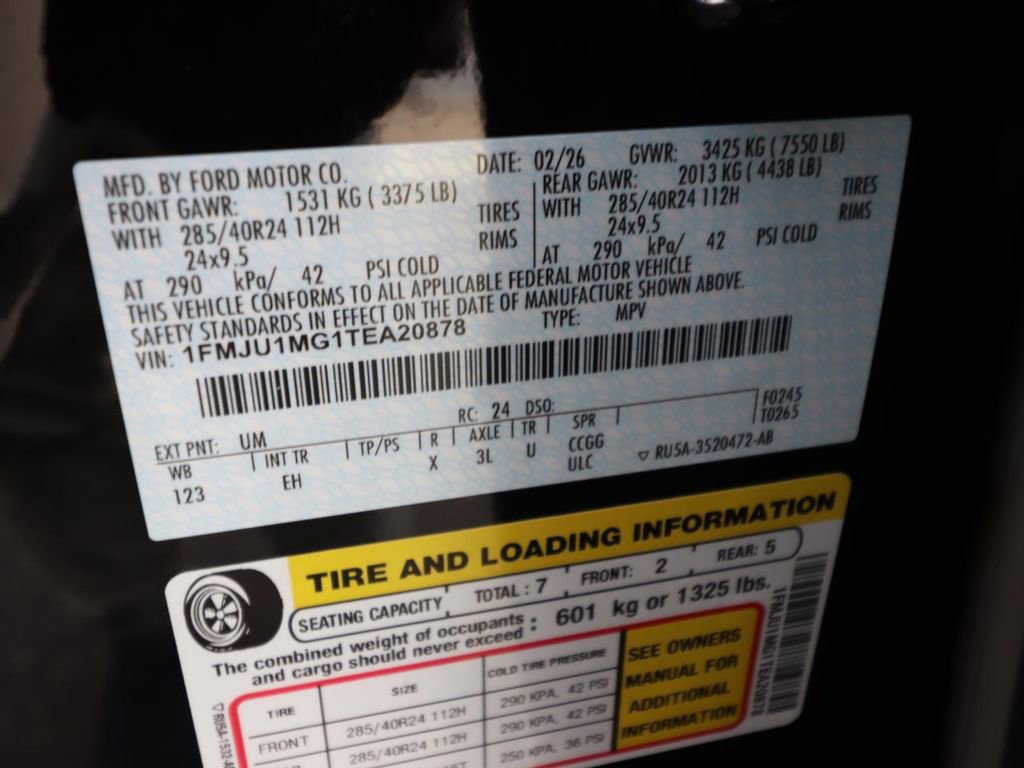 MFD. BY FORD MOTOR CO.
DATE: 02/26
GVWR: 3425 KG ( 7550 LB)
FRONT GAWR: 1531 KG ( 3375 LB)
WITH 285/40R24 112H TIRES
24x9.5 RIMS
AT 290 kPa/ 42 PSI COLD
REAR GAWR: 2013 KG ( 4438 LB)
WITH 285/40R24 112H TIRES
24x9.5 RIMS
AT 290 kPa/ 42 PSI COLD
THIS VEHICLE CONFORMS TO ALL APPLICABLE FEDERAL MOTOR VEHICLE
SAFETY STANDARDS IN EFFECT ON THE DATE OF MANUFACTURE SHOWN ABOVE.
VIN: 1FMJU1MG1TEA20878 TYPE: MPV
EXT PNT: UM RC: 24 DSO: F0245
T0265
WB INT TR TP/PS R AXLE TR SPR
123 EH X 3L U CCGG
ULC
▽ RU5A-3520472-AB
TIRE AND LOADING INFORMATION
SEATING CAPACITY TOTAL : 7 FRONT: 2 REAR: 5
The combined weight of occupants
and cargo should never exceed : 601 kg or 1325 lbs.
TIRE SIZE COLD TIRE PRESSURE
FRONT 285/40R24 112H 290 KPA, 42 PSI
285/40R24 112H 290 KPA, 42 PSI
250 KPA, 36 PSI
SEE OWNERS
MANUAL FOR
ADDITIONAL
INFORMATION
1FMJU1MG1TEA20878